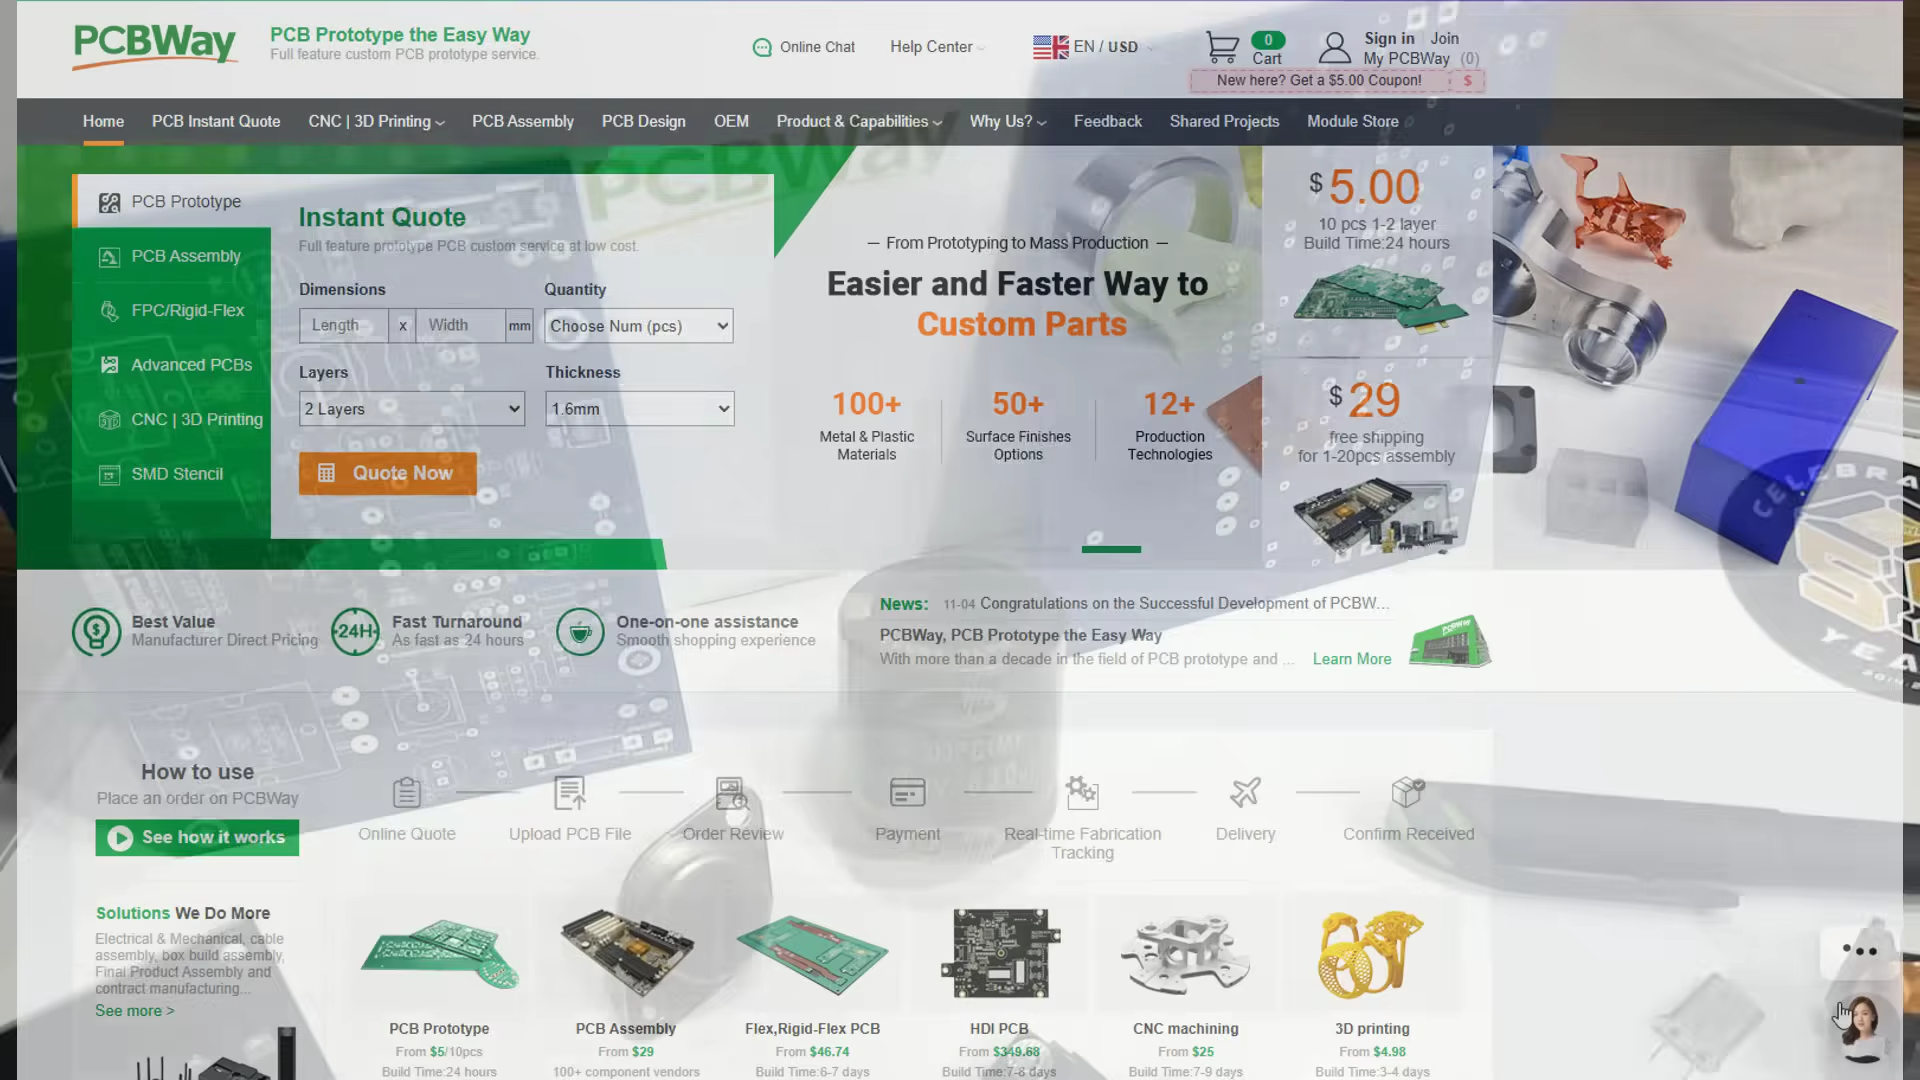 PCBWay
PCB Prototype the Easy Way
Full feature custom PCB prototype service.
Online Chat
Help Center
EN / USD
0
Cart
Sign in
Join
My PCBWay (0)
New here? Get a $5.00 Coupon!
$
Home
PCB Instant Quote
CNC | 3D Printing
PCB Assembly
PCB Design
OEM
Product & Capabilities
Why Us?
Feedback
Shared Projects
Module Store
PCBWay
PCB Prototype
PCB Assembly
FPC/Rigid-Flex
Advanced PCBs
CNC | 3D Printing
SMD Stencil
Instant Quote
Full feature prototype PCB custom service at low cost.
Dimensions
Quantity
Length
x
Width
mm
Choose Num (pcs)
Layers
Thickness
2 Layers
1.6mm
Quote Now
— From Prototyping to Mass Production —
Easier and Faster Way to
Custom Parts
100+
Metal & Plastic
Materials
50+
Surface Finishes
Options
12+
Production
Technologies
$5.00
10 pcs 1-2 layer
Build Time:24 hours
$29
free shipping
for 1-20pcs assembly
Best Value
Manufacturer Direct Pricing
24H
Fast Turnaround
As fast as 24 hours
One-on-one assistance
Smooth shopping experience
News:
11-04 Congratulations on the Successful Development of PCBW...
PCBWay, PCB Prototype the Easy Way
With more than a decade in the field of PCB prototype and ...
Learn More
How to use
Place an order on PCBWay
See how it works
Online Quote
Upload PCB File
Order Review
Payment
Real-time Fabrication
Tracking
Delivery
Confirm Received
Solutions We Do More
Electrical & Mechanical, cable
assembly, box build assembly,
Final Product Assembly and
contract manufacturing...
See more >
PCB Prototype
From $5/10pcs
Build Time:24 hours
PCB Assembly
From $29
100+ component vendors
Flex,Rigid-Flex PCB
From $46.74
Build Time:6-7 days
HDI PCB
From $349.68
Build Time:7-8 days
CNC machining
From $25
Build Time:7-9 days
3D printing
From $4.98
Build Time:3-4 days